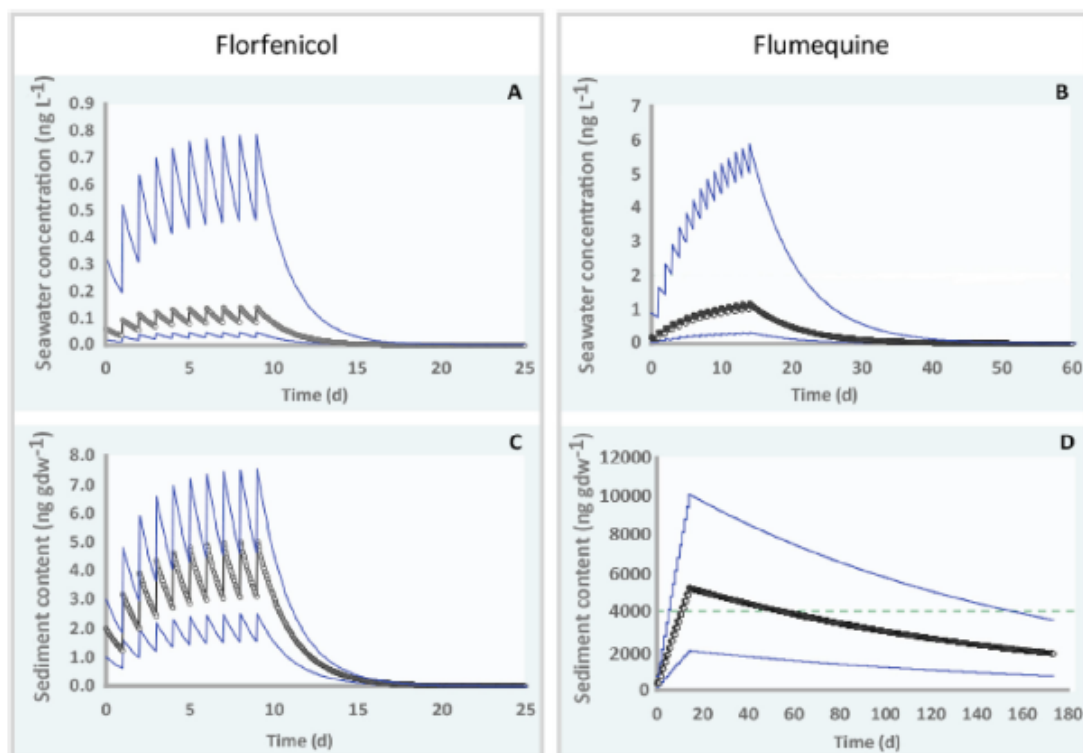 Florfenicol
Flumequine
A
Seawater concentration (ng L⁻¹)
0.9
0.8
0.7
0.6
0.5
0.4
0.3
0.2
0.1
0.0
0 5 10 15 20 25
Time (d)
B
Seawater concentration (ng L⁻¹)
7
6
5
4
3
2
1
0
0 10 20 30 40 50 60
Time (d)
C
Sediment content (ng gdw⁻¹)
8.0
7.0
6.0
5.0
4.0
3.0
2.0
1.0
0.0
0 5 10 15 20 25
Time (d)
D
Sediment content (ng gdw⁻¹)
12000
10000
8000
6000
4000
2000
0
0 20 40 60 80 100 120 140 160 180
Time (d)